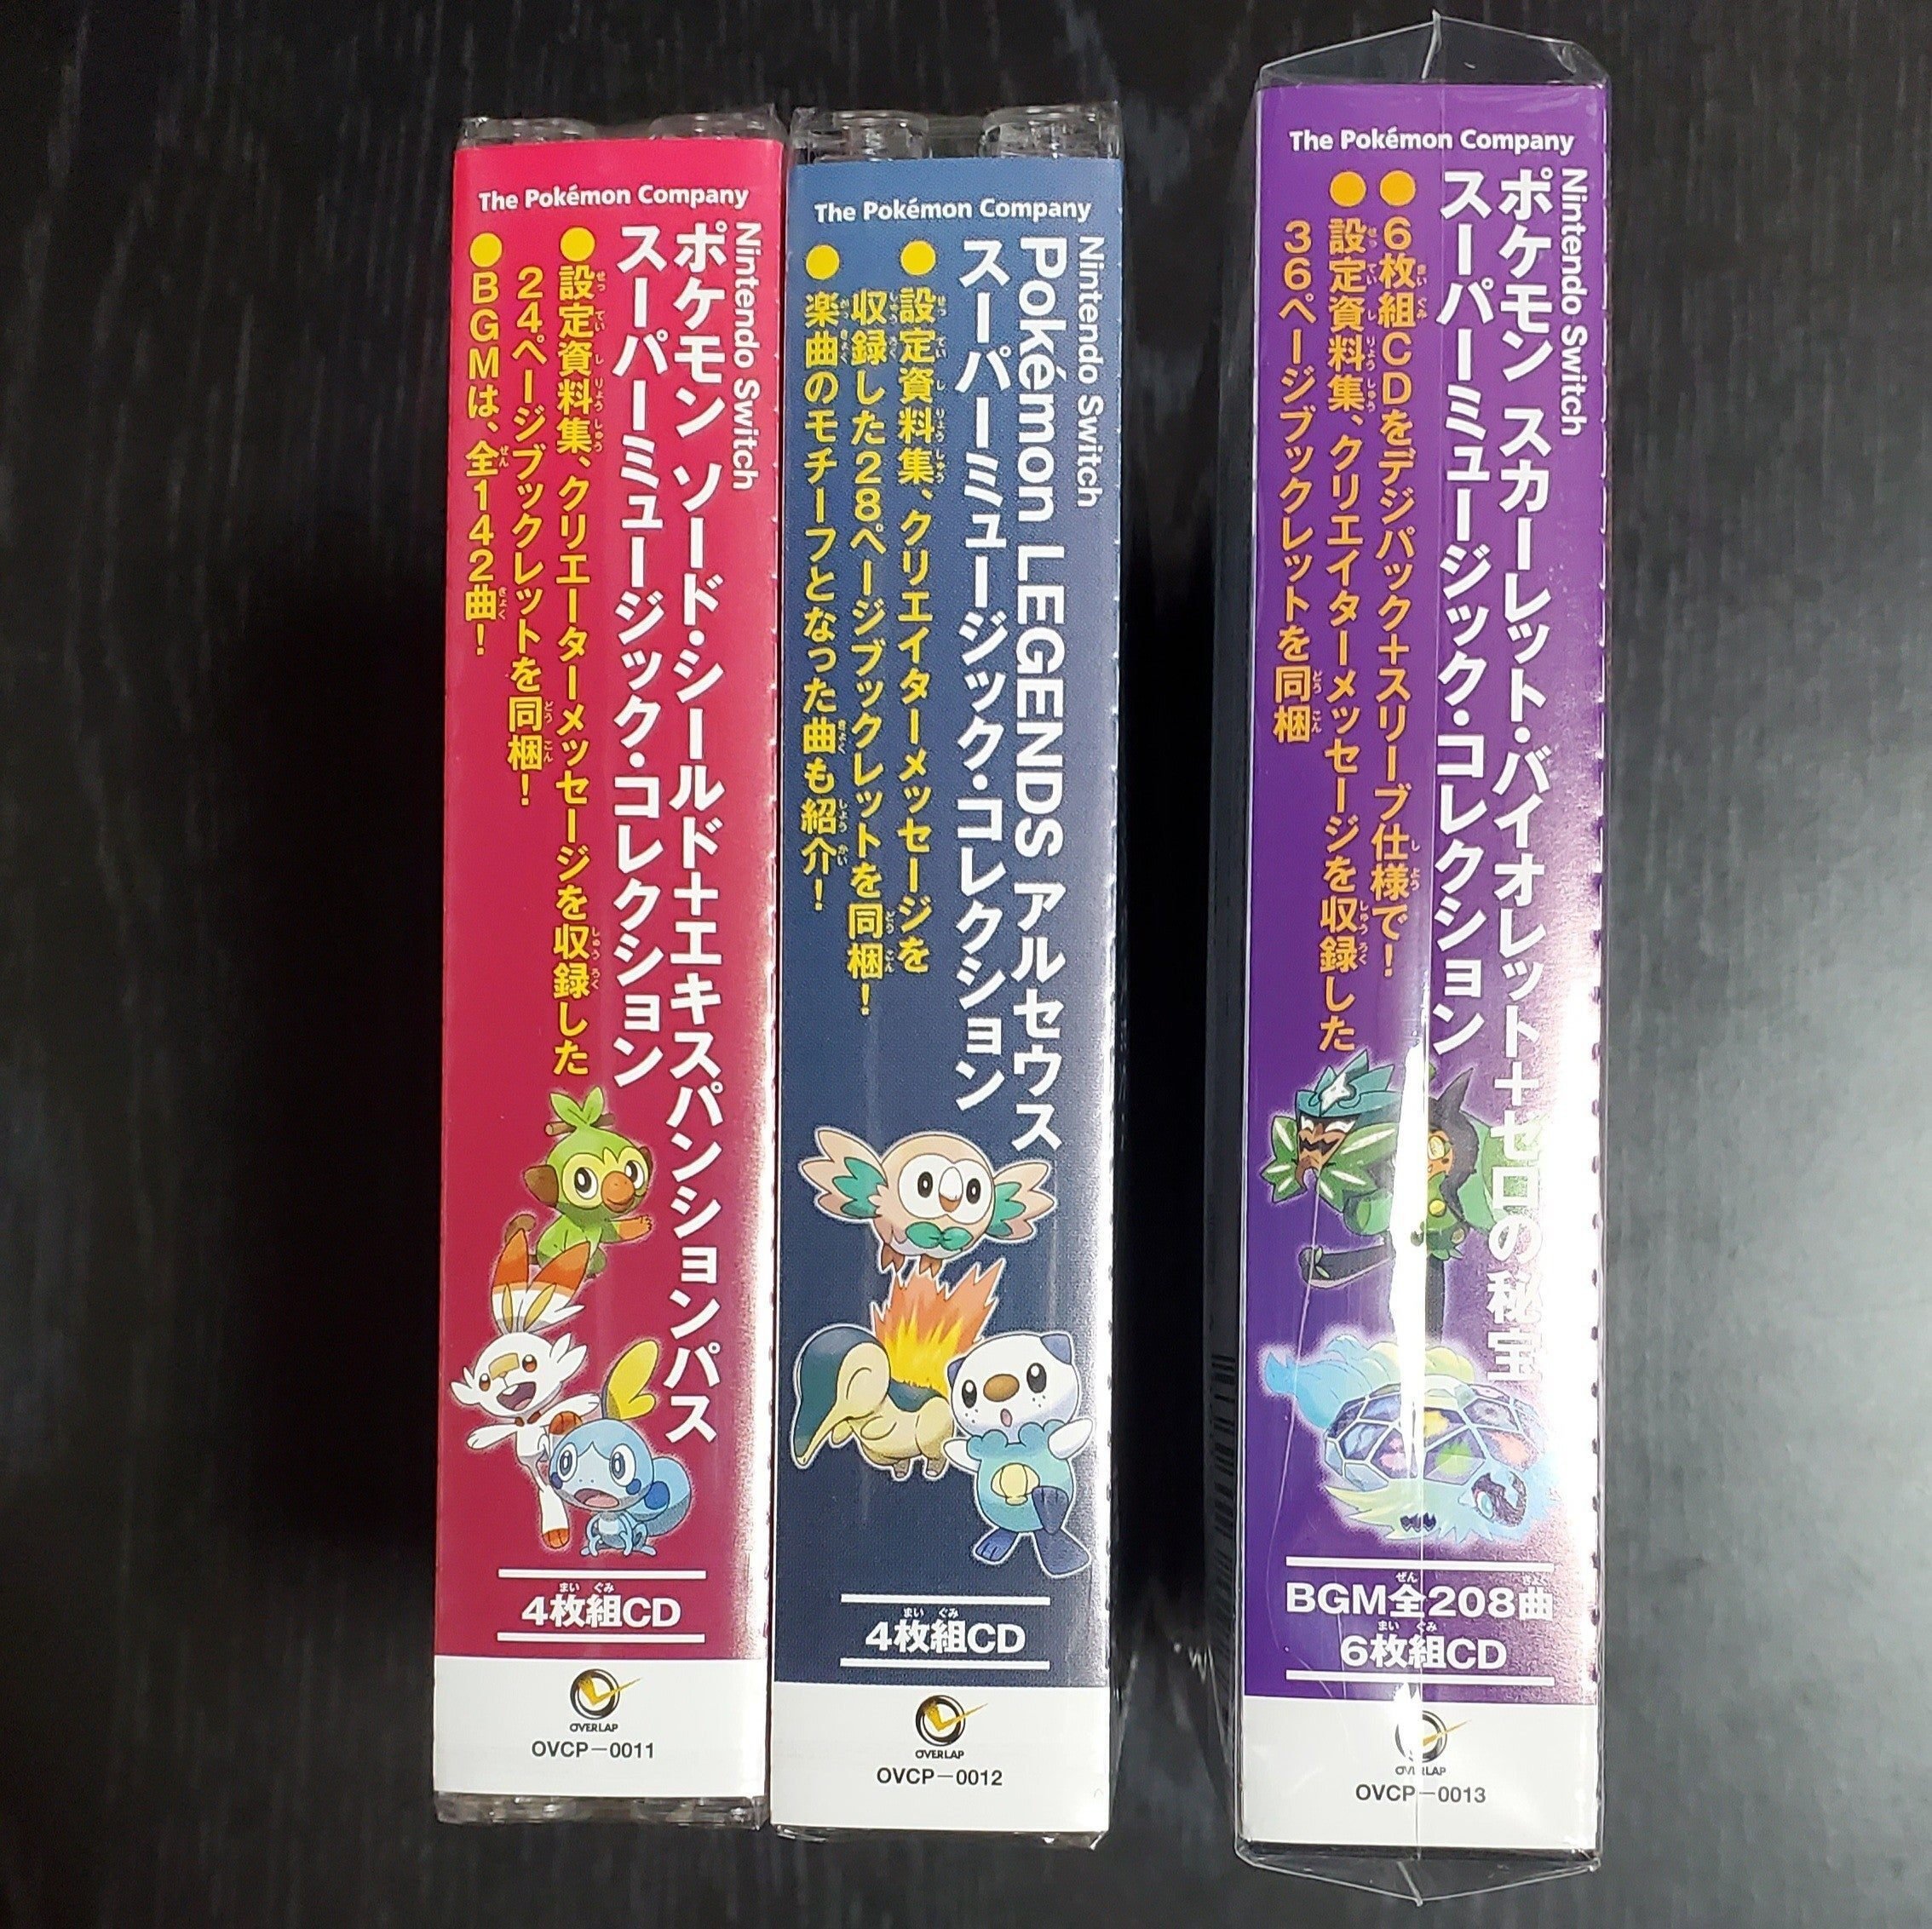 The Pokémon Company
Nintendo Switch
ポケモン ソード・シールド＋エキスパンションパス
スーパーミュージック・コレクション
●設定資料集、クリエーターメッセージを収録した
24ページブックレットを同梱！
●BGMは、全142曲！
4枚組CD
OVERLAP
OVCP－0011
The Pokémon Company
Nintendo Switch
Pokémon LEGENDS アルセウス
スーパーミュージック・コレクション
●設定資料集、クリエイターメッセージを
収録した28ページブックレットを同梱！
●楽曲のモチーフとなった曲も紹介！
4枚組CD
OVERLAP
OVCP－0012
The Pokémon Company
Nintendo Switch
ポケモン スカーレット・バイオレット＋ゼロの秘宝
スーパーミュージック・コレクション
●6枚組CDをデジパック＋スリーブ仕様で！
●設定資料集、クリエイターメッセージを収録した
36ページブックレットを同梱
BGM全208曲
6枚組CD
OVERLAP
OVCP－0013